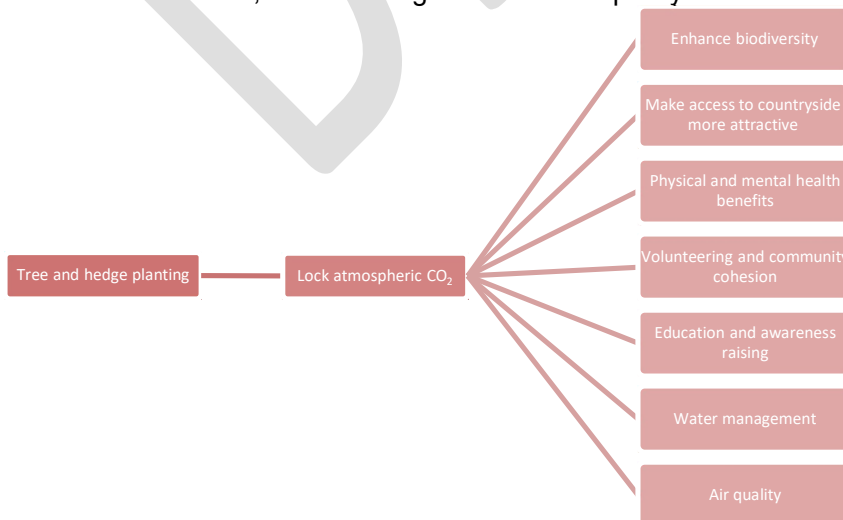 Enhance biodiversity
Make access to countryside
more attractive
Physical and mental health
benefits
Tree and hedge planting
Lock atmospheric CO₂
Volunteering and community
cohesion
Education and awareness
raising
Water management
Air quality